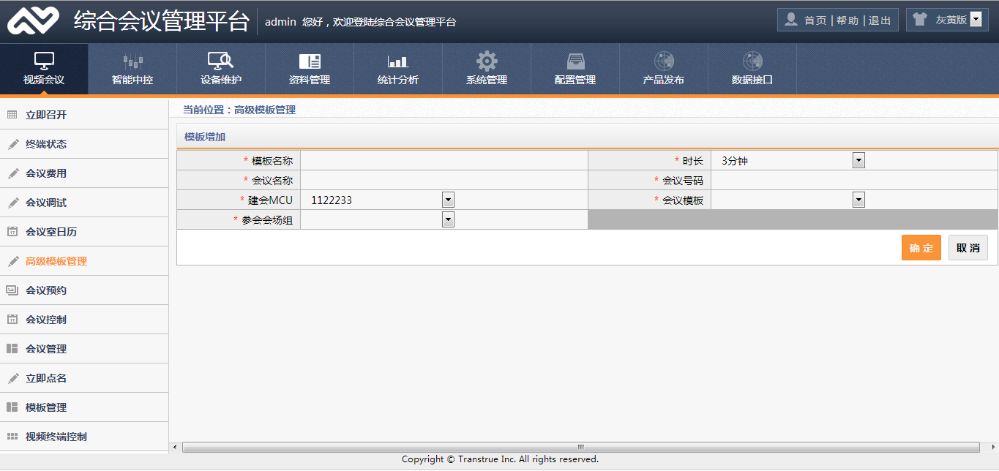 综合会议管理平台
admin 您好，欢迎登陆综合会议管理平台
首页 | 帮助 | 退出
灰黄版
视频会议
智能中控
设备维护
资料管理
统计分析
系统管理
配置管理
产品发布
数据接口
立即召开
终端状态
会议费用
会议调试
会议室日历
高级模板管理
会议预约
会议控制
会议管理
立即点名
模板管理
视频终端控制
当前位置：高级模板管理
模板增加
* 模板名称
* 时长 3分钟
* 会议名称
* 会议号码
* 建会MCU 1122233
* 会议模板
* 参会会场组
确 定
取 消
Copyright © Transtrue Inc. All rights reserved.